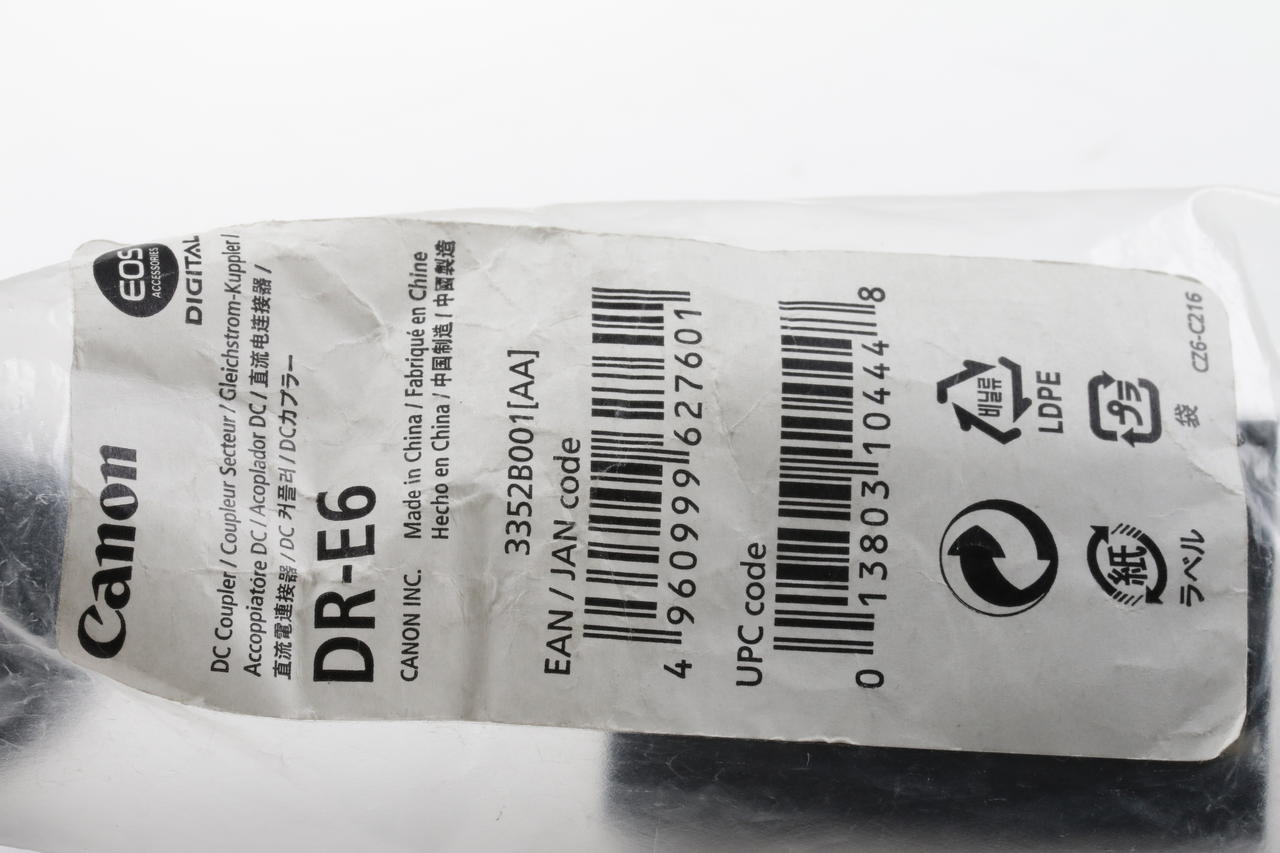 Canon
EOS
ACCESSORIES
DIGITAL
DC Coupler / Coupleur Secteur / Gleichstrom-Kuppler /
Accoppiatore DC / Acoplador DC / 直流电连接器 /
直流電連接器 / DC 커플러 / DCカプラー
DR-E6
CANON INC.
Made in China / Fabriqué en Chine
Hecho en China / 中国制造 / 中國製造
3352B001[AA]
EAN / JAN code
4 960999 627601
UPC code
0 13803 10444 8
비닐류
LDPE
紙
プラ
ラベル
袋
CZ6-C216